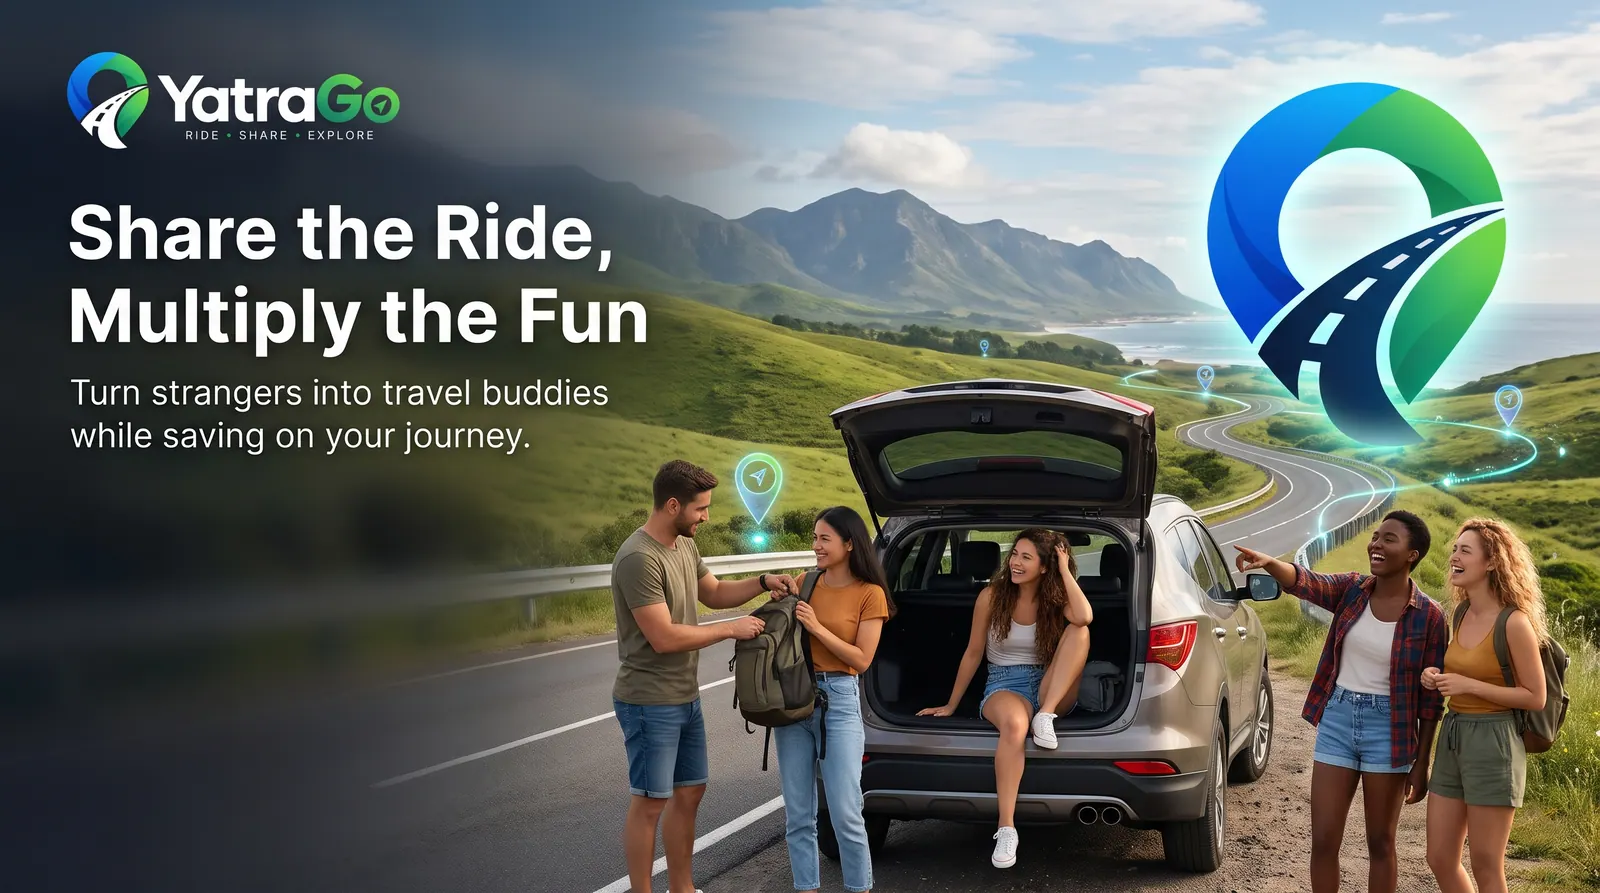 YatraGo
RIDE • SHARE • EXPLORE
Share the Ride,
Multiply the Fun
Turn strangers into travel buddies
while saving on your journey.